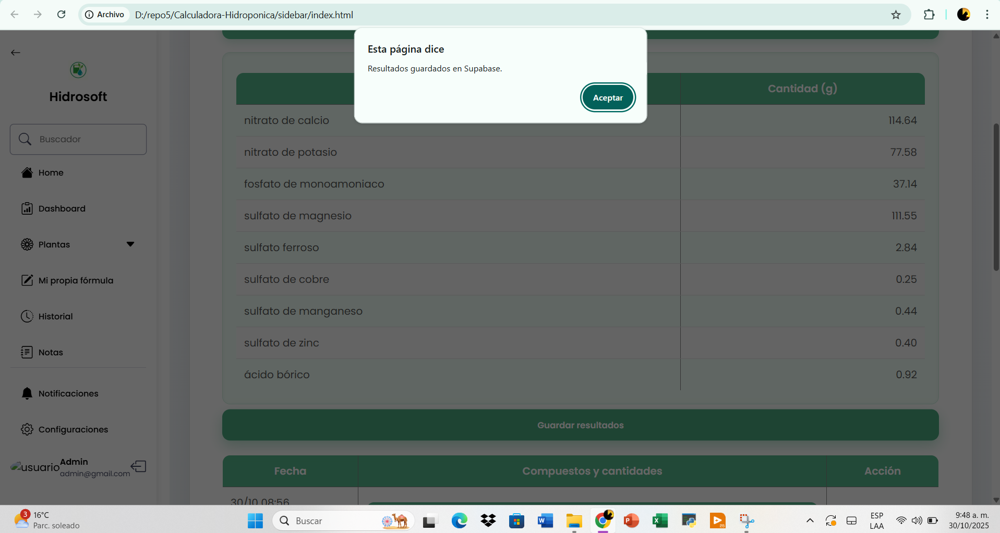 Archivo
D:/repo5/Calculadora-Hidroponica/sidebar/index.html
Esta página dice
Resultados guardados en Supabase.
Aceptar
Hidrosoft
Buscador
Home
Dashboard
Plantas
Mi propia fórmula
Historial
Notas
Notificaciones
Configuraciones
usuario
Admin
admin@gmail.com
Cantidad (g)
nitrato de calcio 114.64
nitrato de potasio 77.58
fosfato de monoamoniaco 37.14
sulfato de magnesio 111.55
sulfato ferroso 2.84
sulfato de cobre 0.25
sulfato de manganeso 0.44
sulfato de zinc 0.40
ácido bórico 0.92
Guardar resultados
Fecha Compuestos y cantidades Acción
30/10 08:56
3
16°C
Parc. soleado
Buscar
W
P
X
25
ESP
LAA
9:48 a. m.
30/10/2025